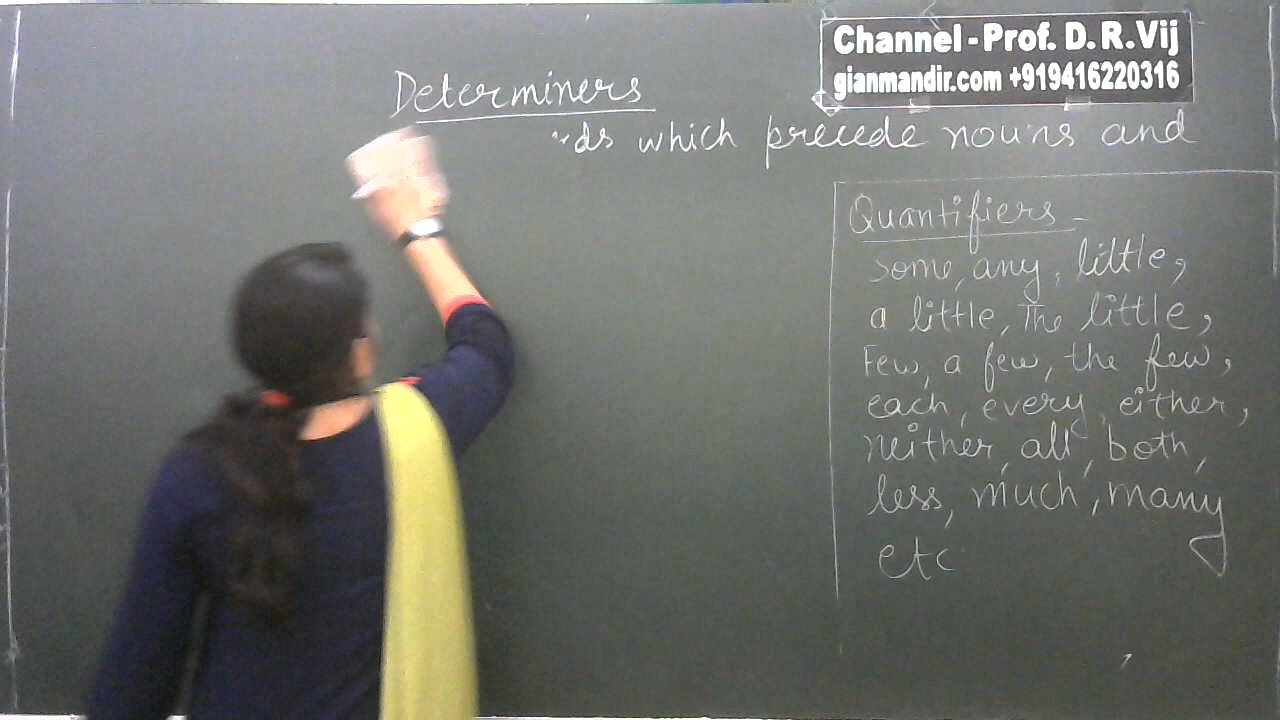 Channel - Prof. D. R. Vij
gianmandir.com +919416220316
Determiners
ds which precede nouns and
Quantifiers -
some, any, little,
a little, The little,
Few, a few, the few,
each, every, either,
neither, all, both,
less, much, many
etc